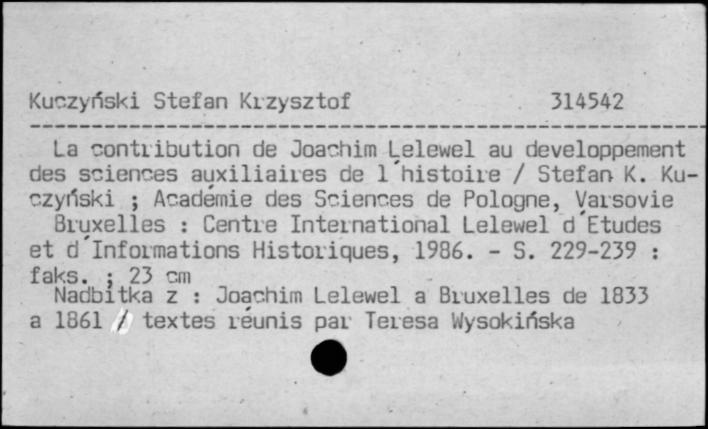 Kuczyński Stefan Krzysztof 314542
La contribution de Joachim Lelewel au developpement
des sciences auxiliaires de l'histoire / Stefan K. Ku-
czyński ; Académie des Sciences de Pologne, Varsovie
Bruxelles : Centre International Lelewel d'Etudes
et d'Informations Historiques, 1986. - S. 229-239 :
faks. ; 23 cm
Nadbitka z : Joachim Lelewel a Bruxelles de 1833
a 1861 / textes réunis par Teresa Wysokińska